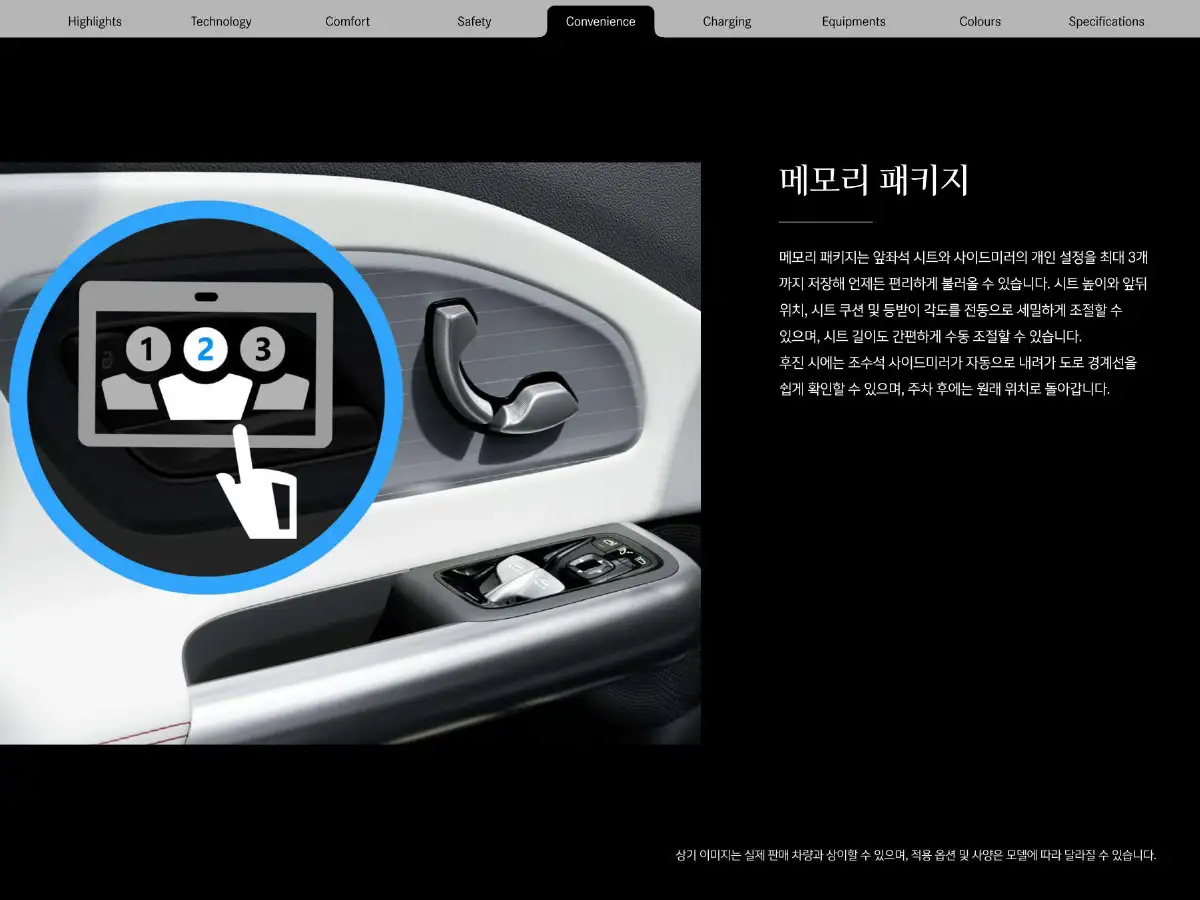 Highlights
Technology
Comfort
Safety
Convenience
Charging
Equipments
Colours
Specifications
메모리 패키지
메모리 패키지는 앞좌석 시트와 사이드미러의 개인 설정을 최대 3개
까지 저장해 언제든 편리하게 불러올 수 있습니다. 시트 높이와 앞뒤
위치, 시트 쿠션 및 등받이 각도를 전동으로 세밀하게 조절할 수
있으며, 시트 길이도 간편하게 수동 조절할 수 있습니다.
후진 시에는 조수석 사이드미러가 자동으로 내려가 도로 경계선을
쉽게 확인할 수 있으며, 주차 후에는 원래 위치로 돌아갑니다.
1 2 3
상기 이미지는 실제 판매 차량과 상이할 수 있으며, 적용 옵션 및 사양은 모델에 따라 달라질 수 있습니다.